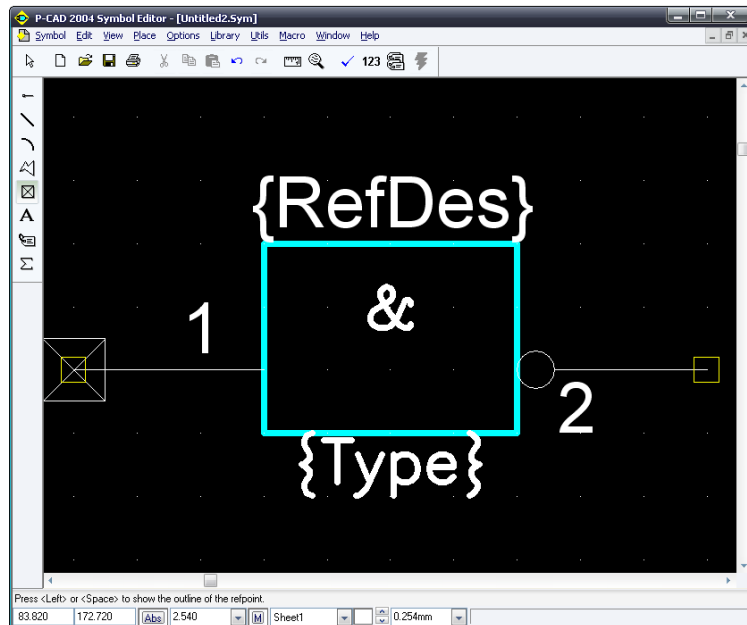 P-CAD 2004 Symbol Editor - [Untitled2.Sym]
Symbol Edit View Place Options Library Utils Macro Window Help
123
A
Σ
{RefDes}
&
1
2
{Type}
Press <Left> or <Space> to show the outline of the refpoint.
83.820 172.720 Abs 2.540 M Sheet1 0.254mm